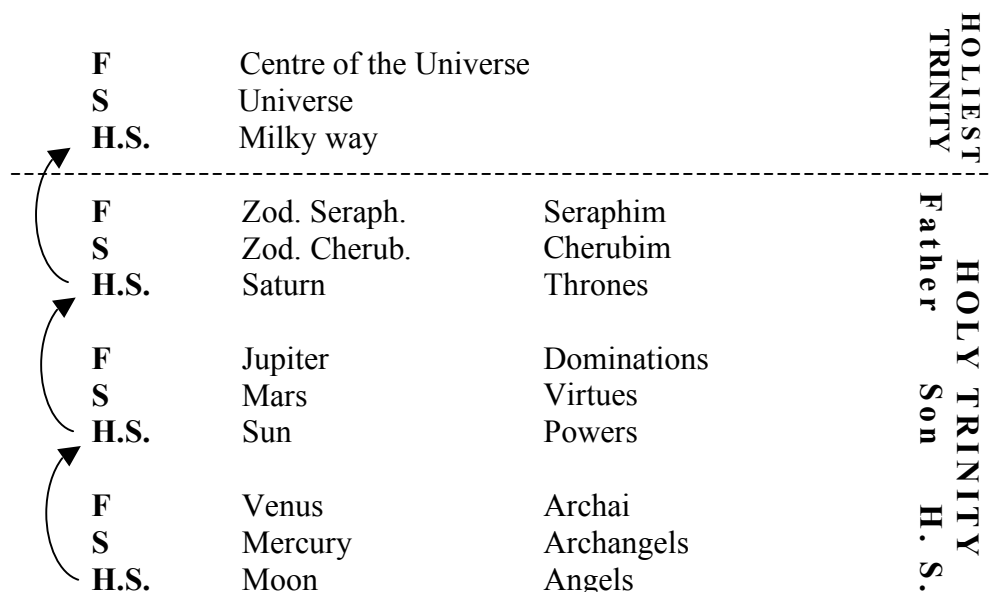 F Centre of the Universe
S Universe
H.S. Milky way
HOLIEST
TRINITY
F Zod. Seraph. Seraphim
S Zod. Cherub. Cherubim
H.S. Saturn Thrones
F Jupiter Dominations
S Mars Virtues
H.S. Sun Powers
F Venus Archai
S Mercury Archangels
H.S. Moon Angels
HOLY TRINITY
Father Son H. S.